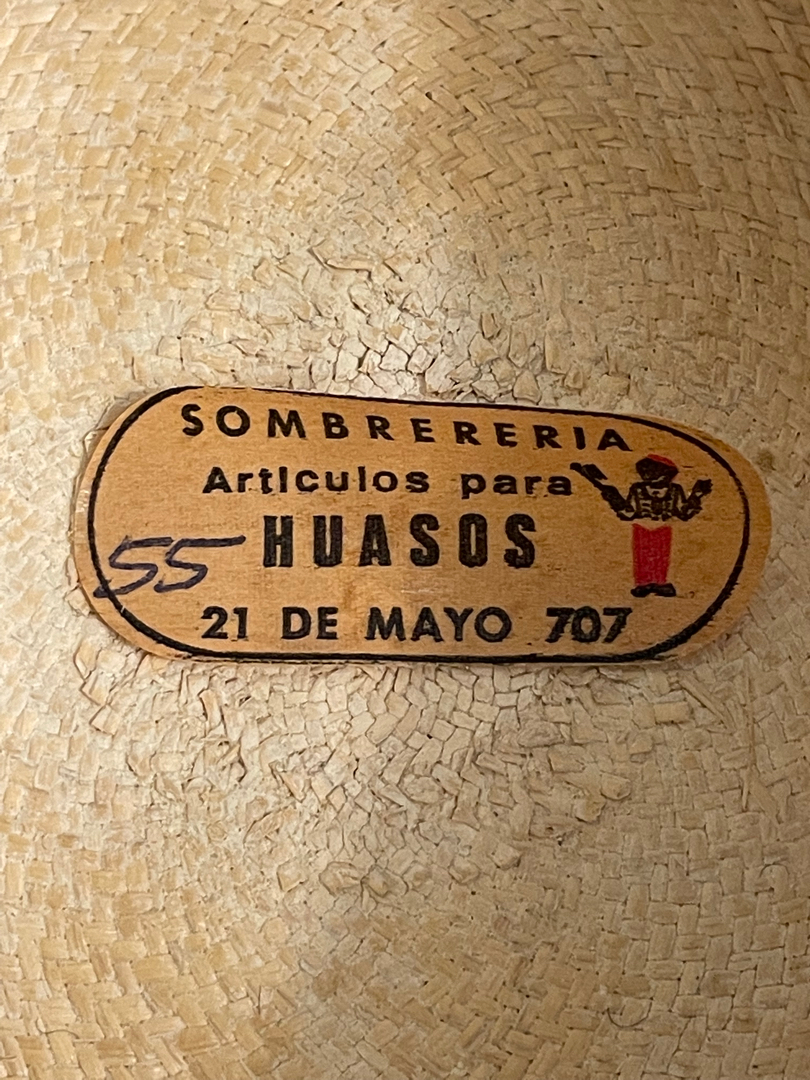 SOMBRERERIA
Articulos para
HUASOS
55
21 DE MAYO 707